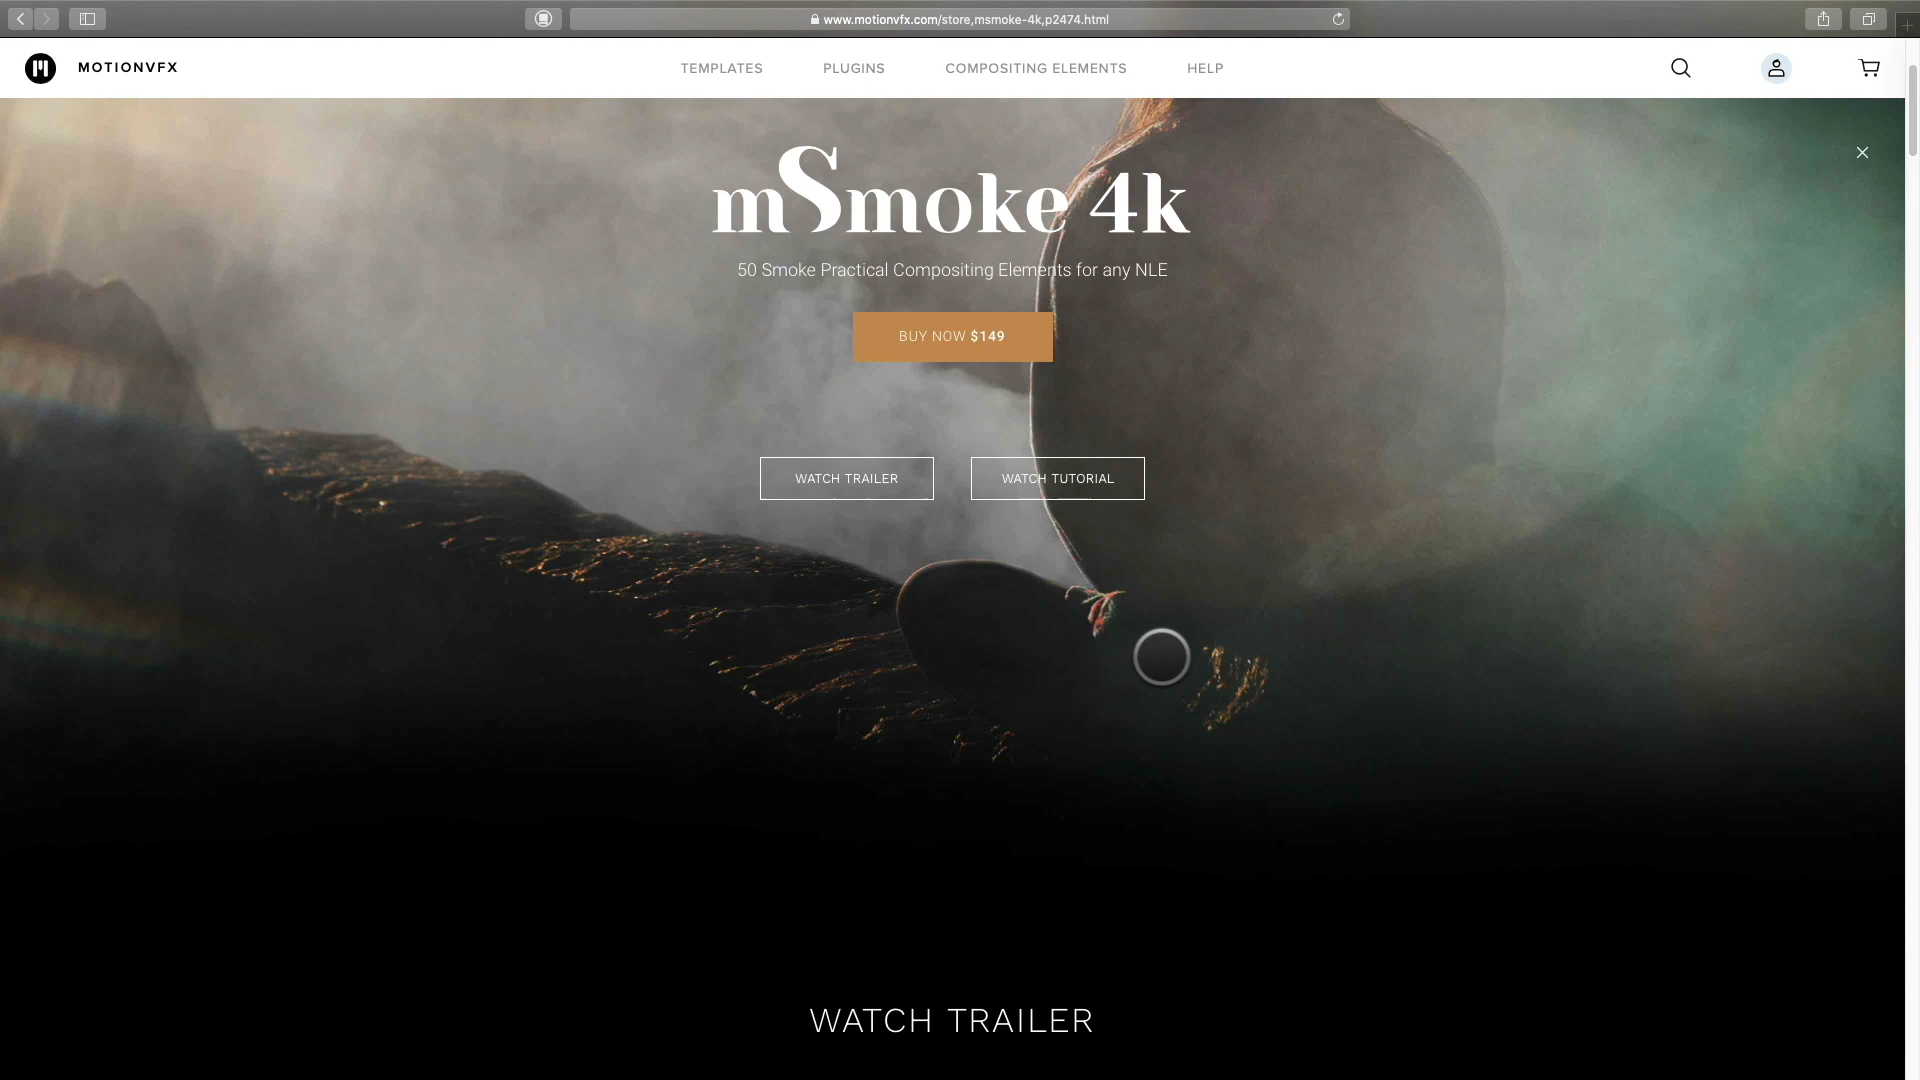 www.motionvfx.com/store,msmoke-4k,p2474.html
MOTIONVFX
TEMPLATES
PLUGINS
COMPOSITING ELEMENTS
HELP
mSmoke 4k
50 Smoke Practical Compositing Elements for any NLE
BUY NOW $149
WATCH TRAILER
WATCH TUTORIAL
WATCH TRAILER